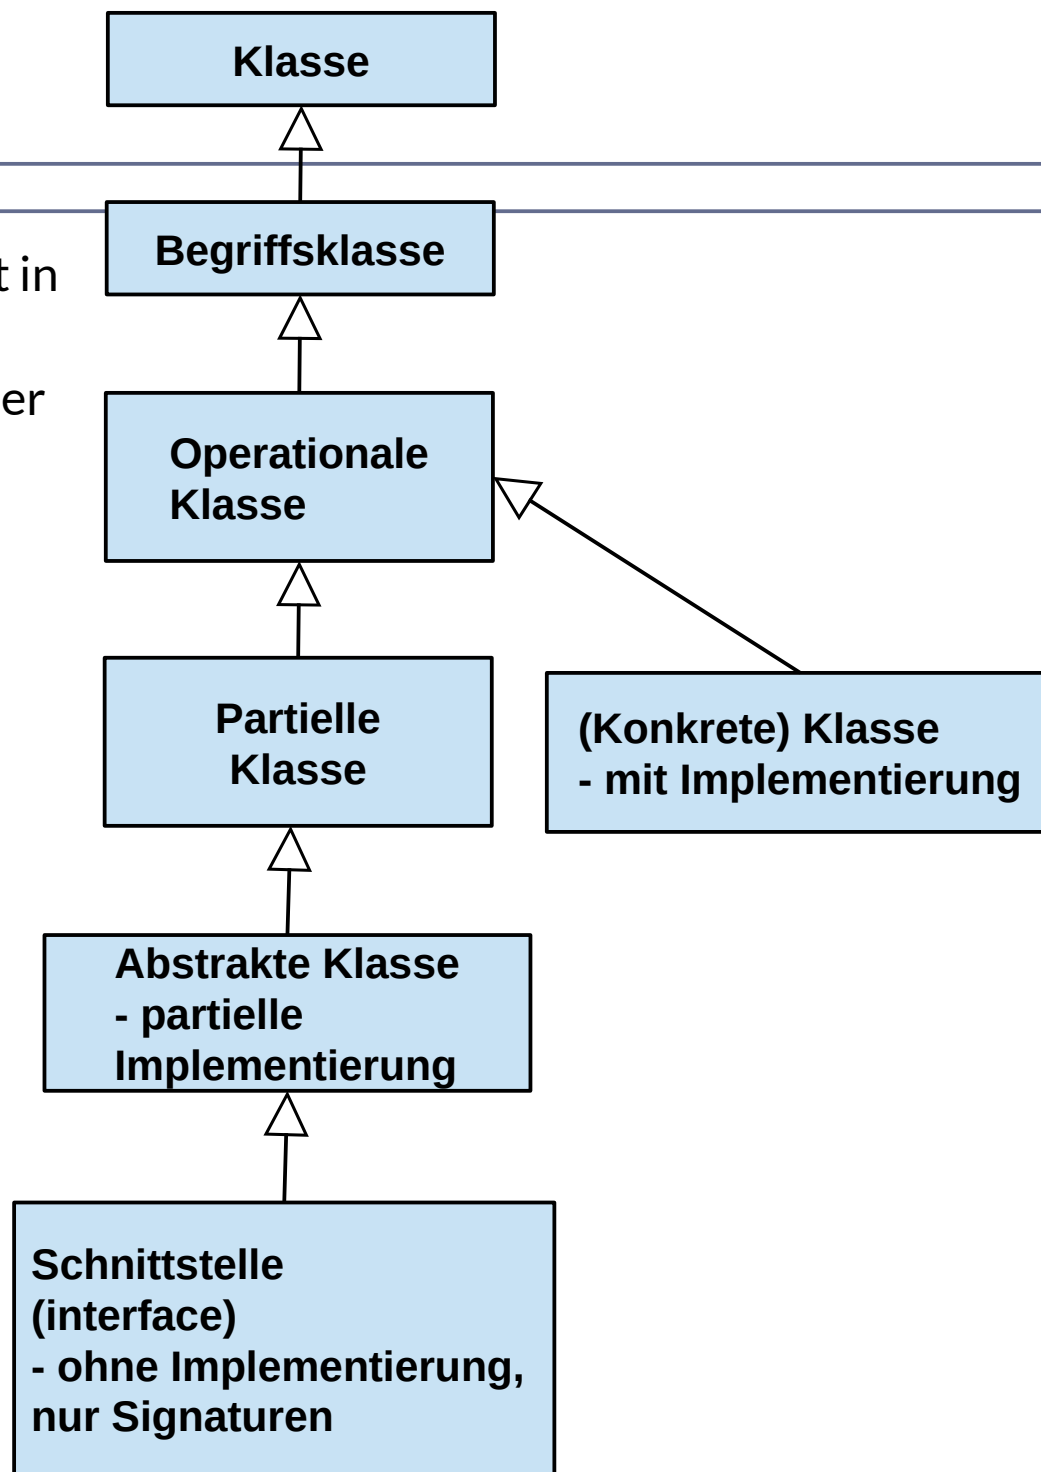 Klasse
Begriffsklasse
t in
er
Operationale
Klasse
Partielle
Klasse
(Konkrete) Klasse
- mit Implementierung
Abstrakte Klasse
- partielle
Implementierung
Schnittstelle
(interface)
- ohne Implementierung,
nur Signaturen